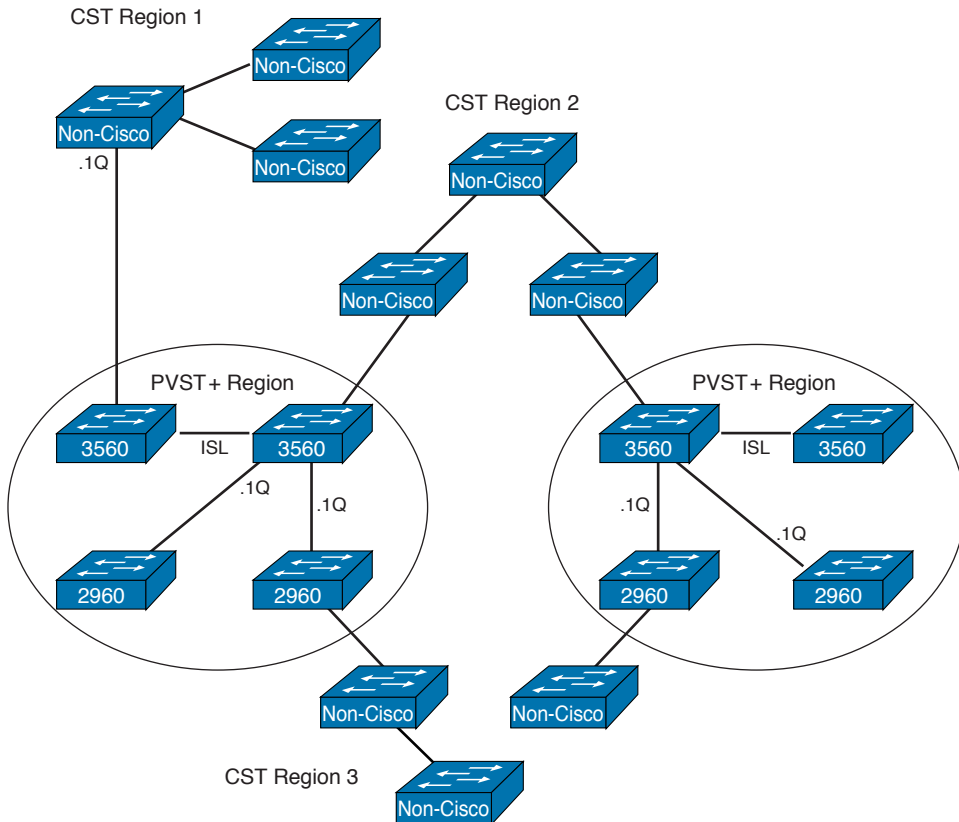 CST Region 1
Non-Cisco
Non-Cisco
.1Q
Non-Cisco
CST Region 2
Non-Cisco
Non-Cisco
Non-Cisco
PVST+ Region
PVST+ Region
3560
ISL
3560
3560
ISL
3560
.1Q
.1Q
.1Q
.1Q
2960
2960
2960
2960
Non-Cisco
Non-Cisco
CST Region 3
Non-Cisco